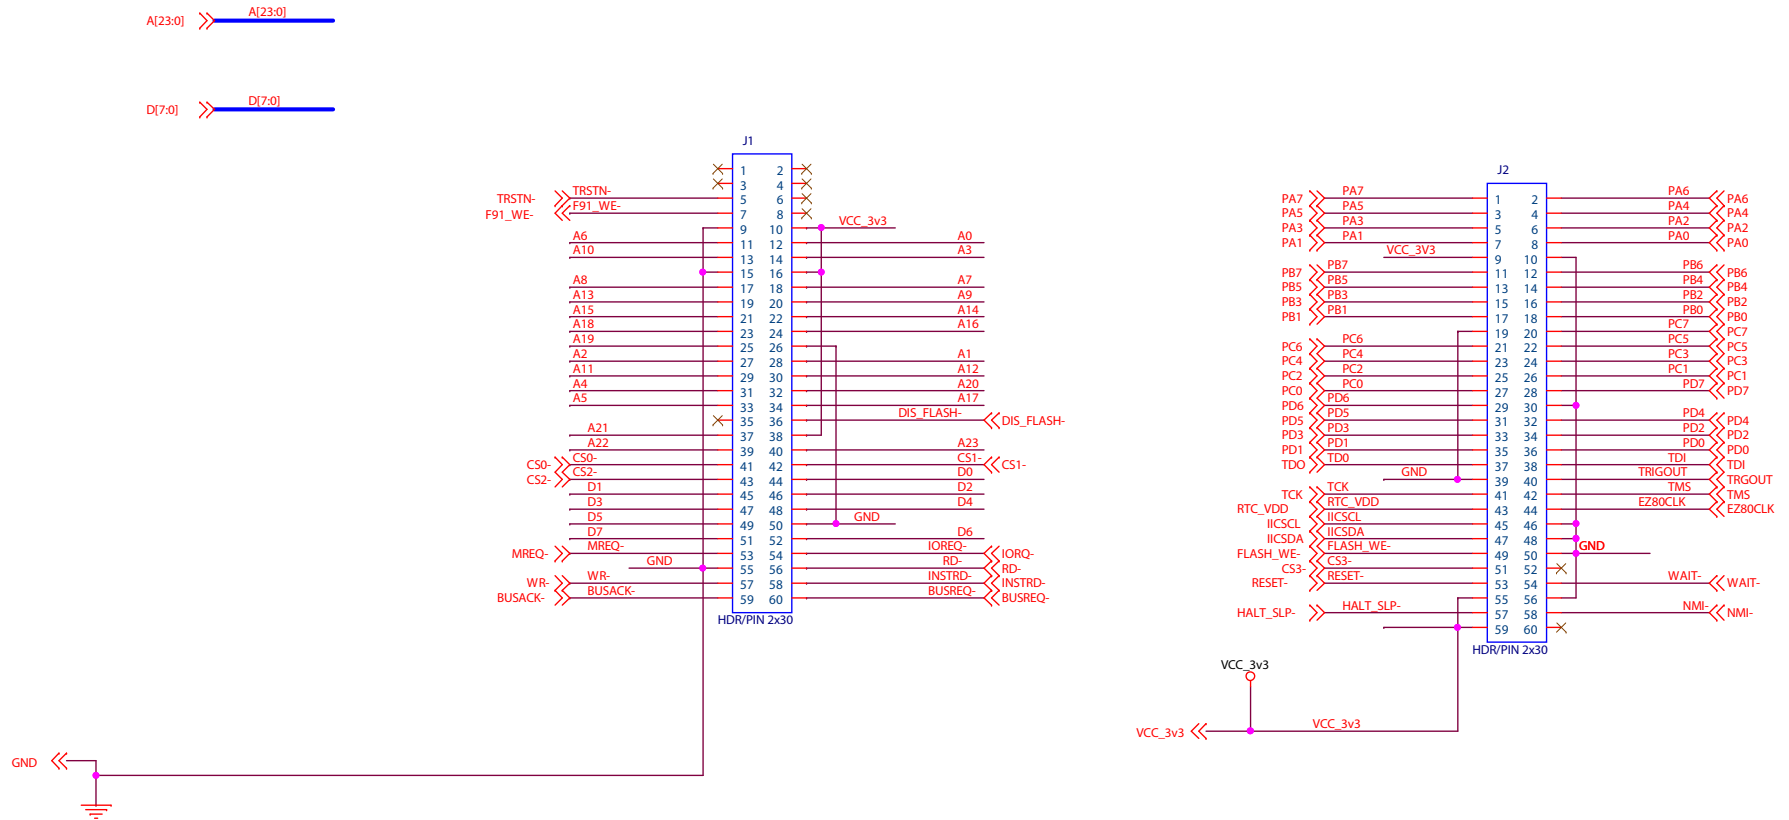 A[23:0] A[23:0]
D[7:0] D[7:0]
J1
1 2
3 4
TRSTN- TRSTN- 5 6
F91_WE- F91_WE- 7 8
9 10 VCC_3v3
A6 11 12 A0
A10 13 14 A3
15 16
A8 17 18 A7
A13 19 20 A9
A15 21 22 A14
A18 23 24 A16
A19 25 26
A2 27 28 A1
A11 29 30 A12
A4 31 32 A20
A5 33 34 A17
35 36 DIS_FLASH- DIS_FLASH-
A21 37 38
A22 39 40 A23
CS0- CS0- 41 42 CS1- CS1-
CS2- CS2- 43 44 D0
D1 45 46 D2
D3 47 48 D4
D5 49 50 GND
D7 51 52 D6
MREQ- MREQ- 53 54 IOREQ- IORQ-
GND 55 56 RD- RD-
WR- WR- 57 58 INSTRD- INSTRD-
BUSACK- BUSACK- 59 60 BUSREQ- BUSREQ-
HDR/PIN 2x30
J2
PA7 PA7 1 2 PA6 PA6
PA5 PA5 3 4 PA4 PA4
PA3 PA3 5 6 PA2 PA2
PA1 PA1 7 8 PA0 PA0
VCC_3V3 9 10
PB7 PB7 11 12 PB6 PB6
PB5 PB5 13 14 PB4 PB4
PB3 PB3 15 16 PB2 PB2
PB1 PB1 17 18 PB0 PB0
19 20 PC7 PC7
PC6 PC6 21 22 PC5 PC5
PC4 PC4 23 24 PC3 PC3
PC2 PC2 25 26 PC1 PC1
PC0 PC0 27 28 PD7 PD7
PD6 PD6 29 30
PD5 PD5 31 32 PD4 PD4
PD3 PD3 33 34 PD2 PD2
PD1 PD1 35 36 PD0 PD0
TDO TD0 37 38 TDI TDI
GND 39 40 TRIGOUT TRGOUT
TCK TCK 41 42 TMS TMS
RTC_VDD RTC_VDD 43 44 EZ80CLK EZ80CLK
IICSCL IICSCL 45 46
IICSDA IICSDA 47 48
FLASH_WE- FLASH_WE- 49 50 GND
CS3- CS3- 51 52
RESET- RESET- 53 54 WAIT- WAIT-
55 56
HALT_SLP- HALT_SLP- 57 58 NMI- NMI-
59 60
HDR/PIN 2x30
VCC_3v3
VCC_3v3 VCC_3v3
GND